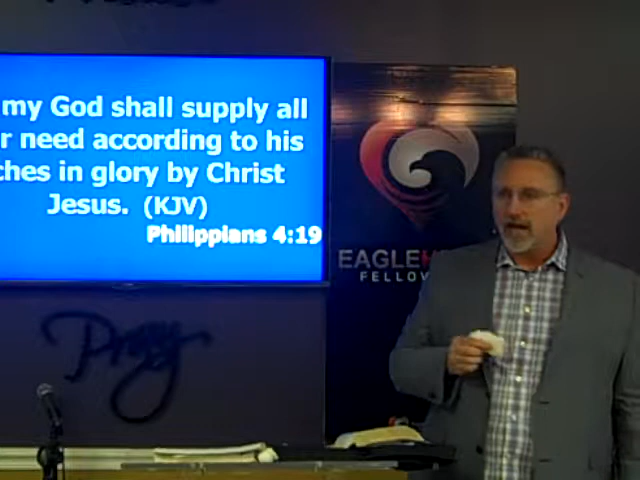 my God shall supply all
r need according to his
ches in glory by Christ
Jesus. (KJV)
Philippians 4:19
EAGLEH
FELLOW
Pray